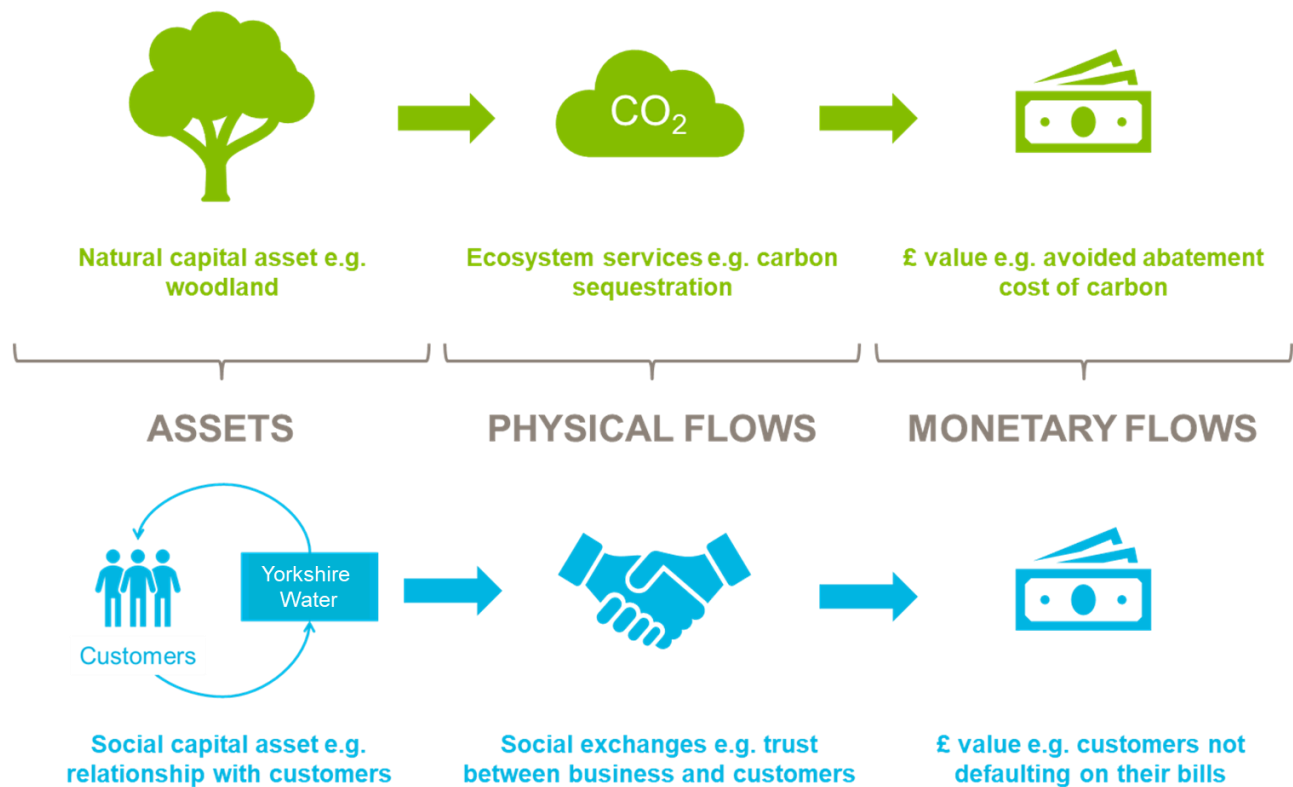 CO₂
Natural capital asset e.g.
woodland
Ecosystem services e.g. carbon
sequestration
£ value e.g. avoided abatement
cost of carbon
ASSETS
PHYSICAL FLOWS
MONETARY FLOWS
Customers
Yorkshire
Water
Social capital asset e.g.
relationship with customers
Social exchanges e.g. trust
between business and customers
£ value e.g. customers not
defaulting on their bills